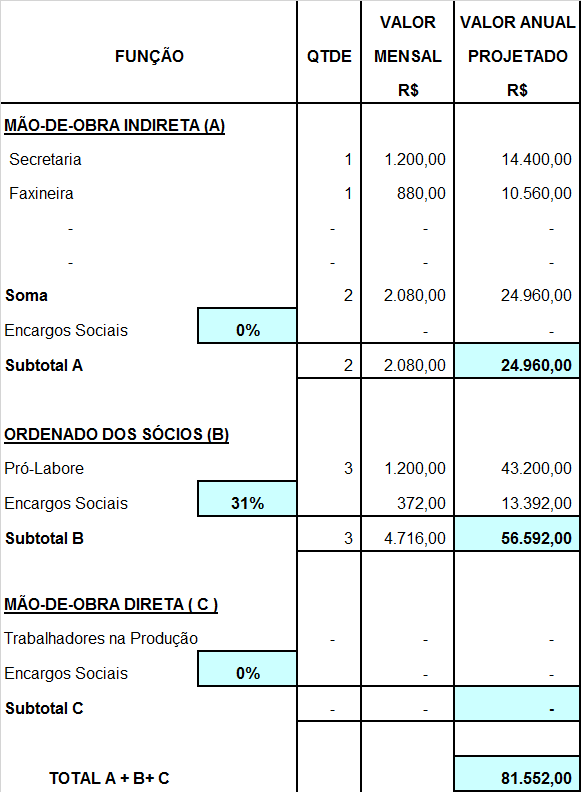 FUNÇÃO QTDE VALOR MENSAL R$ VALOR ANUAL PROJETADO R$
MÃO-DE-OBRA INDIRETA (A)
Secretaria 1 1.200,00 14.400,00
Faxineira 1 880,00 10.560,00
- - - -
- - - -
Soma 2 2.080,00 24.960,00
Encargos Sociais 0% - -
Subtotal A 2 2.080,00 24.960,00
ORDENADO DOS SÓCIOS (B)
Pró-Labore 3 1.200,00 43.200,00
Encargos Sociais 31% 372,00 13.392,00
Subtotal B 3 4.716,00 56.592,00
MÃO-DE-OBRA DIRETA ( C )
Trabalhadores na Produção - - -
Encargos Sociais 0% - -
Subtotal C - - -
TOTAL A + B+ C 81.552,00